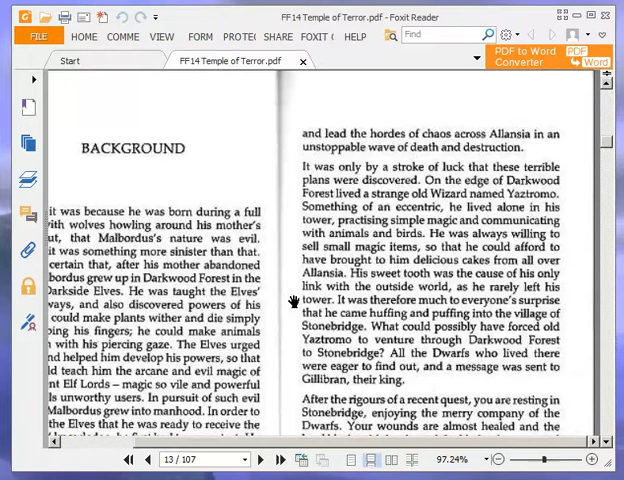 FF14 Temple of Terror.pdf - Foxit Reader
FILE HOME COMME VIEW FORM PROTE SHARE FOXIT HELP Find
PDF to Word
Converter
PDF
Word
Start FF14 Temple of Terror.pdf
BACKGROUND
it was because he was born during a full
with wolves howling around his mother's
ut, that Malbordus's nature was evil.
it was something more sinister than that.
certain that, after his mother abandoned
bordus grew up in Darkwood Forest in the
Darkside Elves. He was taught the Elves'
ways, and also discovered powers of his
could make plants wither and die simply
ping his fingers; he could make animals
with his piercing gaze. The Elves urged
nd helped him develop his powers, so that
ld teach him the arcane and evil magic of
nt Elf Lords – magic so vile and powerful
ls unworthy users. In pursuit of such evil
Malbordus grew into manhood. In order to
the Elves that he was ready to receive the
and lead the hordes of chaos across Allansia in an
unstoppable wave of death and destruction.
It was only by a stroke of luck that these terrible
plans were discovered. On the edge of Darkwood
Forest lived a strange old Wizard named Yaztromo.
Something of an eccentric, he lived alone in his
tower, practising simple magic and communicating
with animals and birds. He was always willing to
sell small magic items, so that he could afford to
have brought to him delicious cakes from all over
Allansia. His sweet tooth was the cause of his only
link with the outside world, as he rarely left his
tower. It was therefore much to everyone's surprise
that he came huffing and puffing into the village of
Stonebridge. What could possibly have forced old
Yaztromo to venture through Darkwood Forest
to Stonebridge? All the Dwarfs who lived there
were eager to find out, and a message was sent to
Gillibran, their king.
After the rigours of a recent quest, you are resting in
Stonebridge, enjoying the merry company of the
Dwarfs. Your wounds are almost healed and the
13 / 107
97.24%